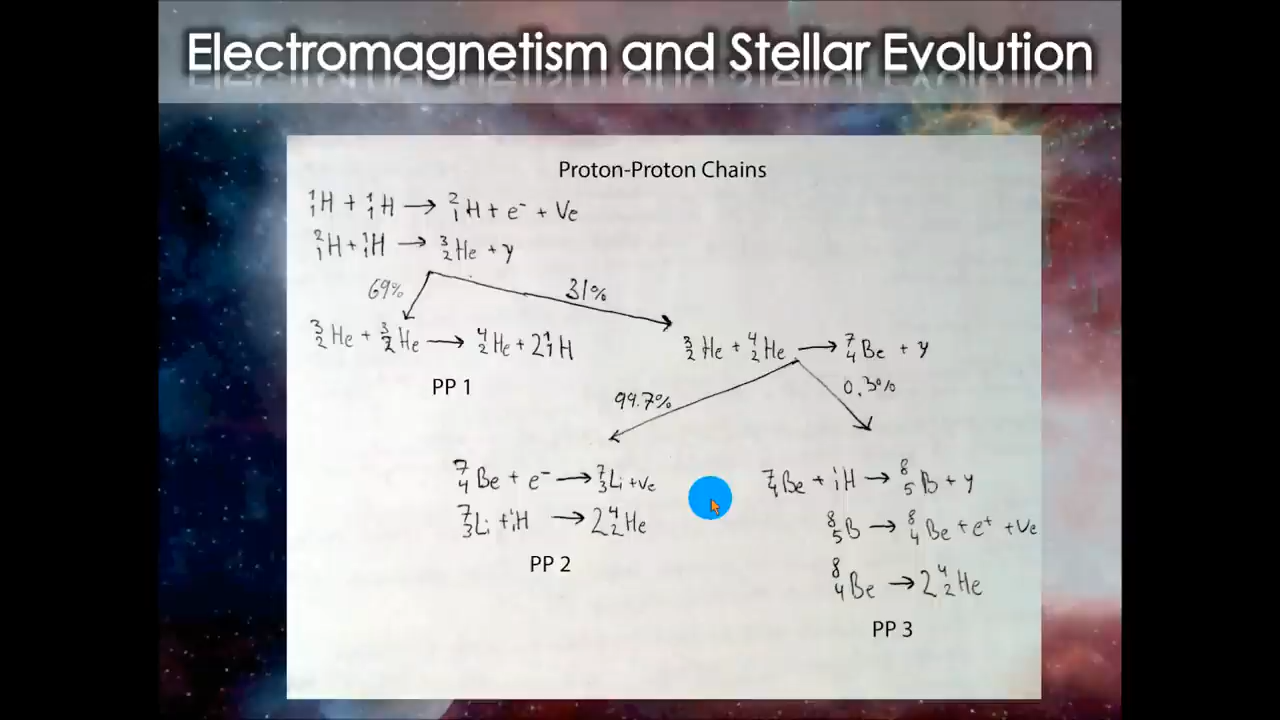 Electromagnetism and Stellar Evolution
Proton-Proton Chains
¹₁H + ¹₁H → ²₁H + e⁻ + Ve
²₁H + ¹₁H → ³₂He + γ
69%
31%
³₂He + ³₂He → ⁴₂He + 2¹₁H
³₂He + ⁴₂He → ⁷₄Be + γ
PP 1
99.7%
0.3%
⁷₄Be + e⁻ → ⁷₃Li + ve
⁷₃Li + ¹₁H → 2⁴₂He
PP 2
⁷₄Be + ¹₁H → ⁸₅B + γ
⁸₅B → ⁸₄Be + e⁺ + Ve
⁸₄Be → 2⁴₂He
PP 3